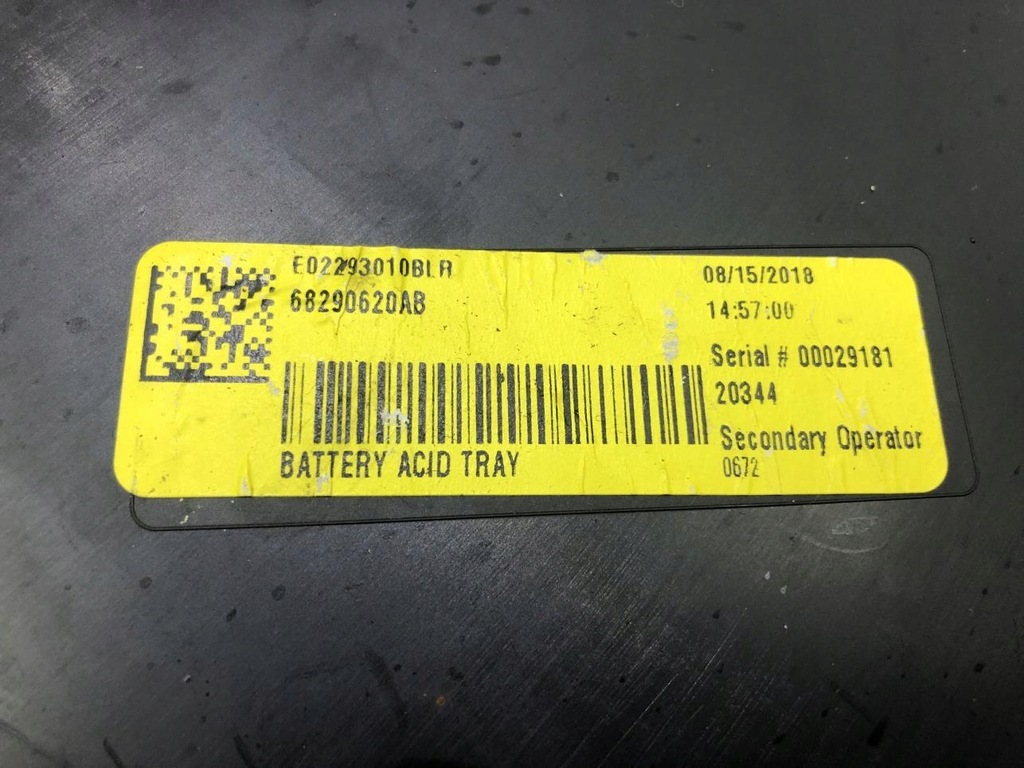 E02293010BLR
68290620AB
BATTERY ACID TRAY
08/15/2018
14:57:00
Serial # 00029181
20344
Secondary Operator
0672